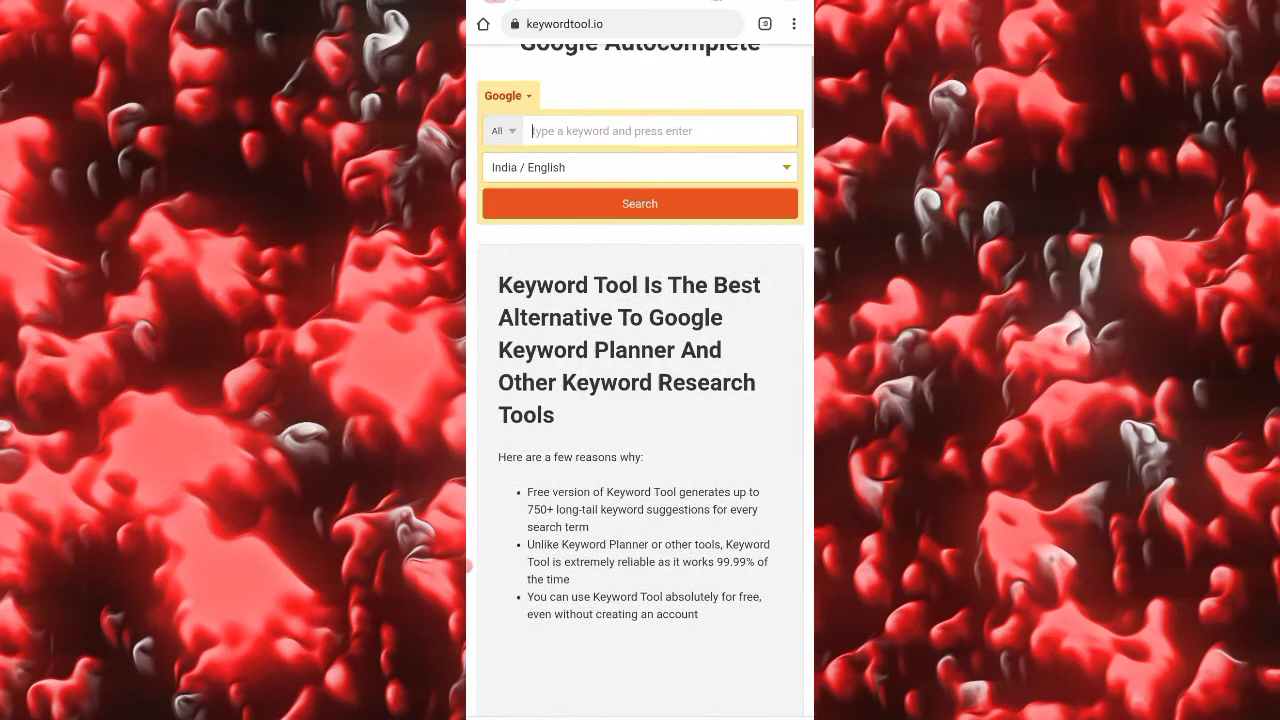 keywordtool.io
:D
Google Autocomplete
Google
All
Type a keyword and press enter
India / English
Search
Keyword Tool Is The Best
Alternative To Google
Keyword Planner And
Other Keyword Research
Tools
Here are a few reasons why:
• Free version of Keyword Tool generates up to
750+ long-tail keyword suggestions for every
search term
• Unlike Keyword Planner or other tools, Keyword
Tool is extremely reliable as it works 99.99% of
the time
• You can use Keyword Tool absolutely for free,
even without creating an account